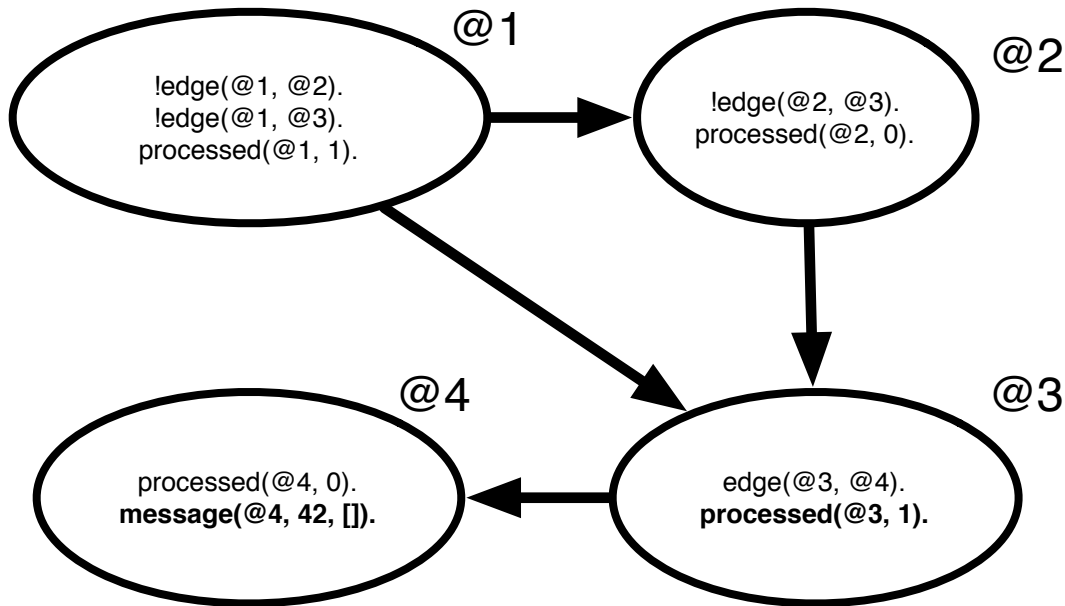 @1
!edge(@1, @2).
!edge(@1, @3).
processed(@1, 1).
@2
!edge(@2, @3).
processed(@2, 0).
@4
processed(@4, 0).
message(@4, 42, []).
@3
edge(@3, @4).
processed(@3, 1).